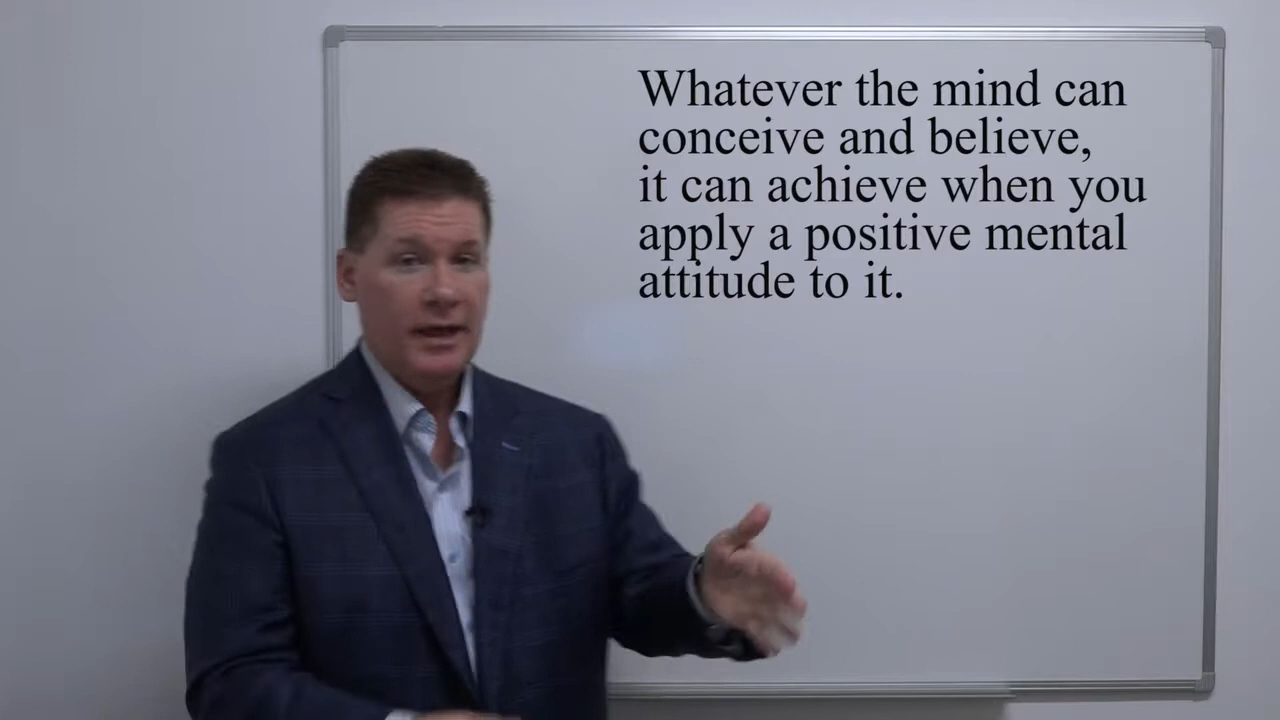 Whatever the mind can
conceive and believe,
it can achieve when you
apply a positive mental
attitude to it.